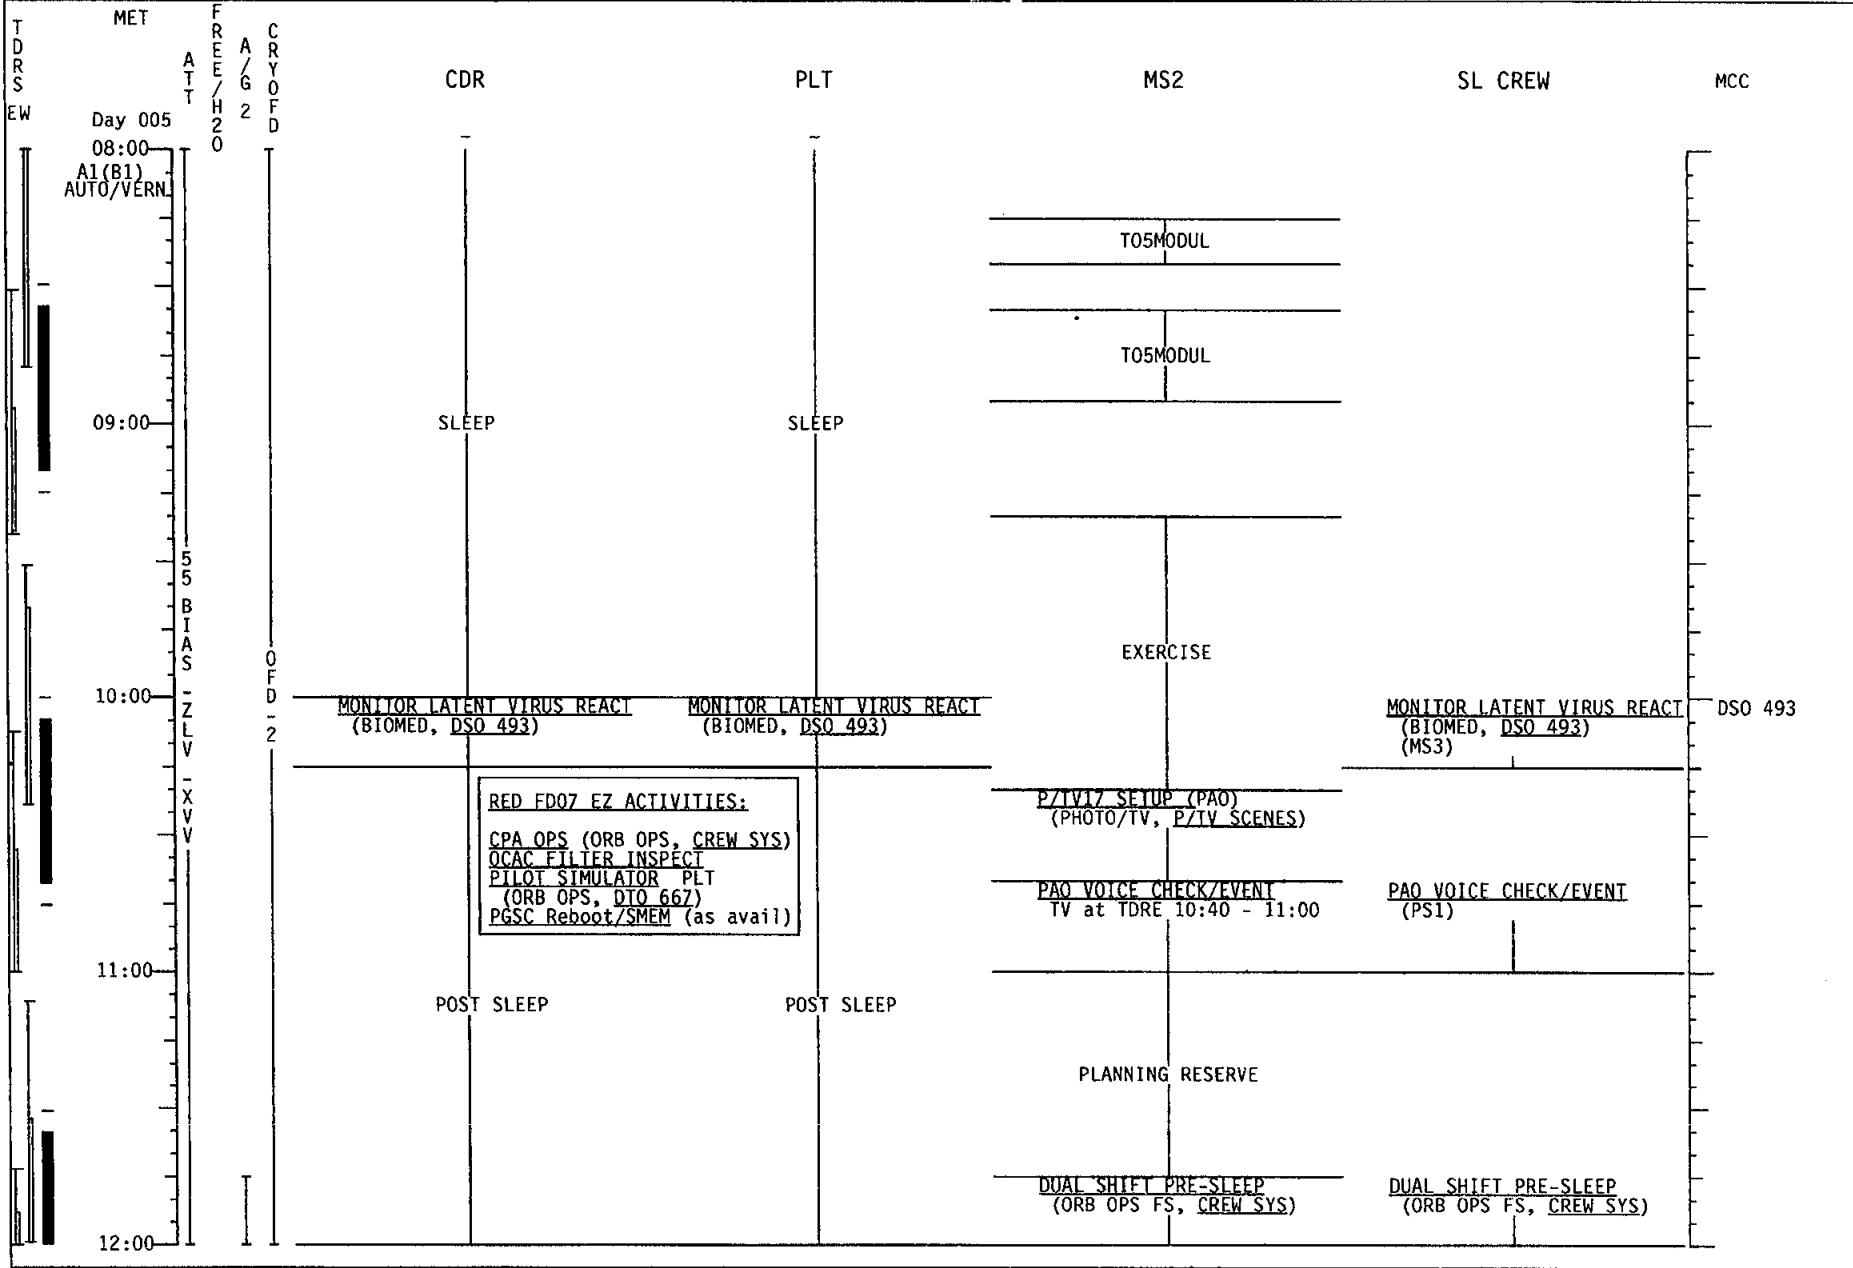 TDRS
EW
MET
ATT
FREE/H2O
A/G 2
CRYOFD
CDR
PLT
MS2
SL CREW
MCC
Day 005
08:00
A1(B1)
AUTO/VERN
TO5MODUL
TO5MODUL
09:00
SLEEP
SLEEP
55 BIAS -ZLV -XVV
EXERCISE
OFD-2
10:00
MONITOR LATENT VIRUS REACT
(BIOMED, DSO 493)
MONITOR LATENT VIRUS REACT
(BIOMED, DSO 493)
MONITOR LATENT VIRUS REACT
(BIOMED, DSO 493)
(MS3)
DSO 493
RED FD07 EZ ACTIVITIES:
CPA OPS (ORB OPS, CREW SYS)
OCAC FILTER INSPECT
PILOT SIMULATOR PLT
(ORB OPS, DTO 667)
PGSC Reboot/SMEM (as avail)
P/TV17 SETUP (PAO)
(PHOTO/TV, P/TV SCENES)
PAO VOICE CHECK/EVENT
TV at TDRE 10:40 - 11:00
PAO VOICE CHECK/EVENT
(PS1)
11:00
POST SLEEP
POST SLEEP
PLANNING RESERVE
DUAL SHIFT PRE-SLEEP
(ORB OPS FS, CREW SYS)
DUAL SHIFT PRE-SLEEP
(ORB OPS FS, CREW SYS)
12:00